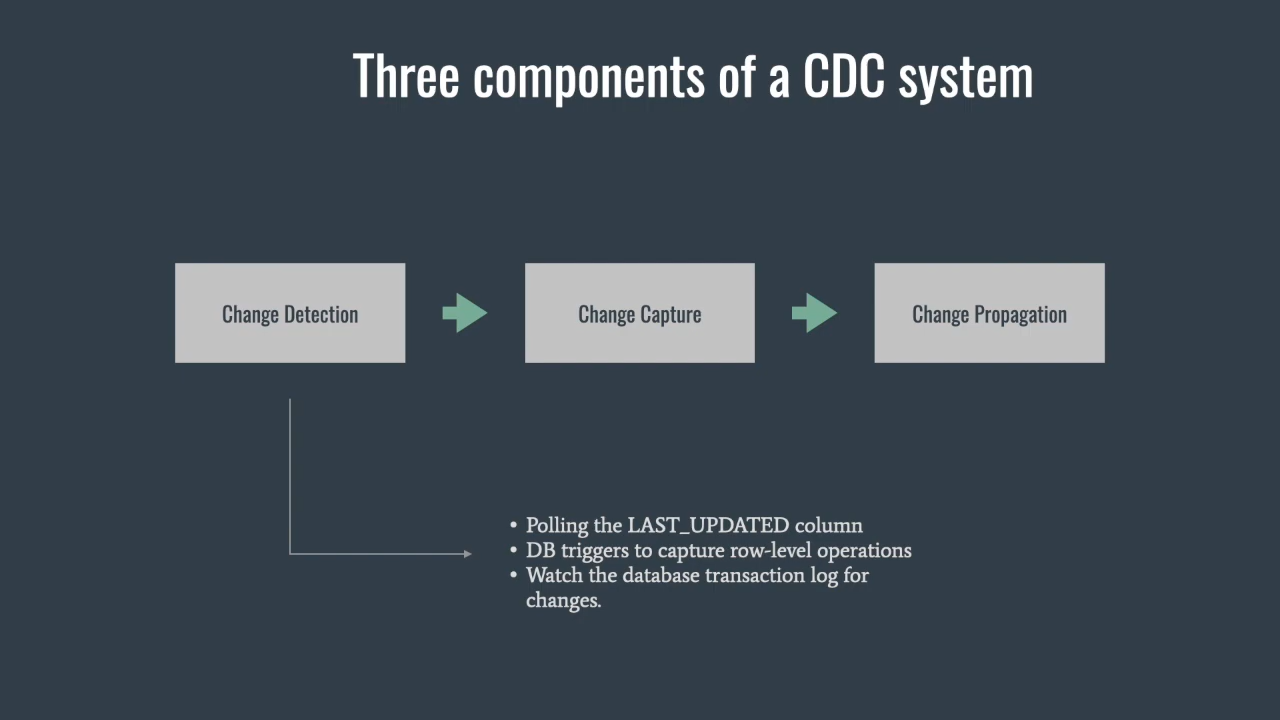 Three components of a CDC system
Change Detection
Change Capture
Change Propagation
• Polling the LAST_UPDATED column
• DB triggers to capture row-level operations
• Watch the database transaction log for
changes.